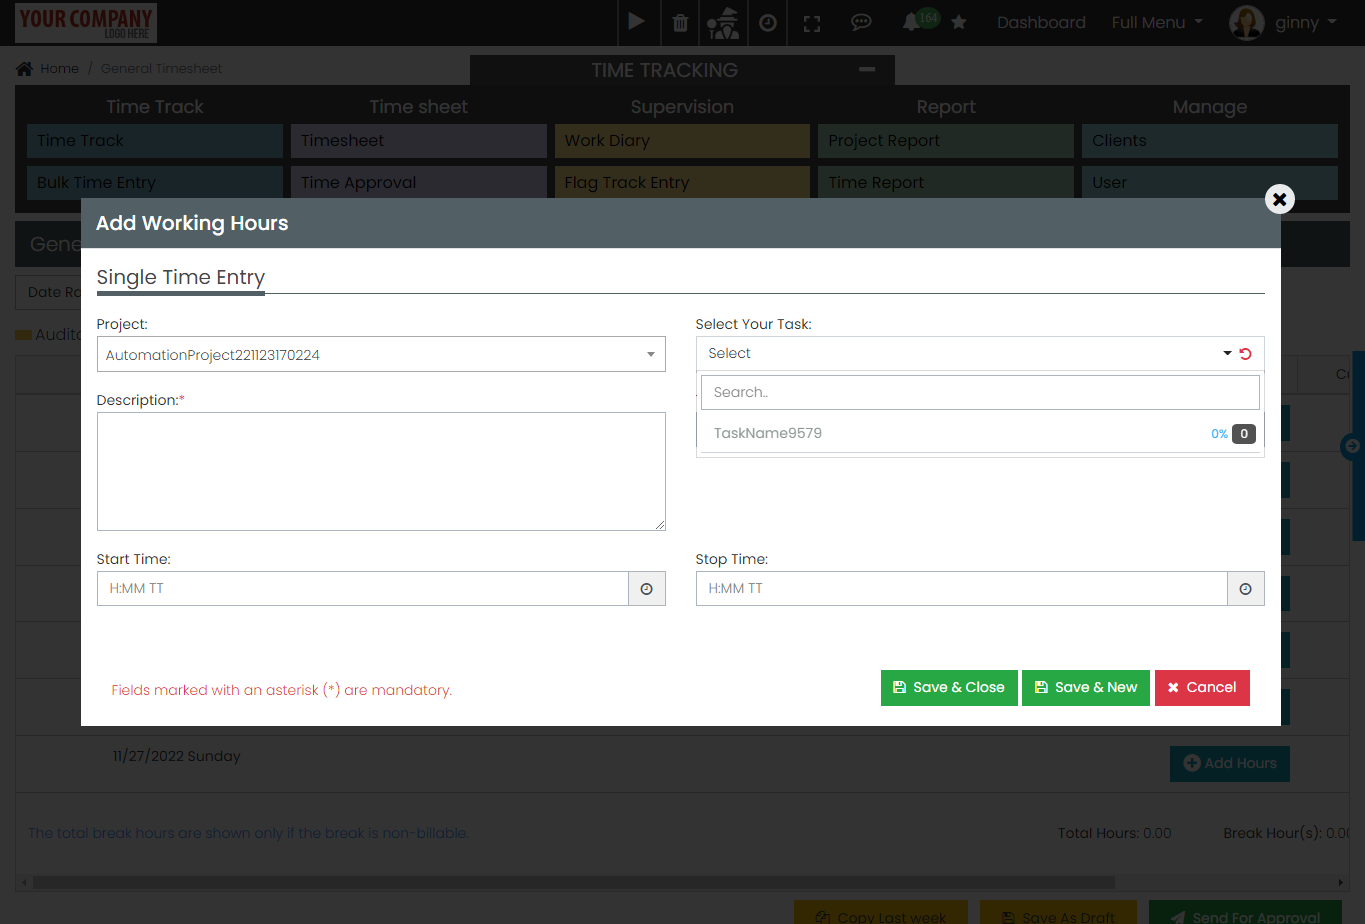 YOUR COMPANY
LOGO HERE
164
Dashboard
Full Menu
ginny
Home / General Timesheet
TIME TRACKING
Time Track
Time sheet
Supervision
Report
Manage
Time Track
Timesheet
Work Diary
Project Report
Clients
Bulk Time Entry
Time Approval
Flag Track Entry
Time Report
User
Add Working Hours
Single Time Entry
Project:
Select Your Task:
AutomationProject221123170224
Select
Description:*
Search..
TaskName9579
0% 0
Start Time:
Stop Time:
H:MM TT
H:MM TT
Fields marked with an asterisk (*) are mandatory.
Save & Close
Save & New
Cancel
11/27/2022 Sunday
Add Hours
The total break hours are shown only if the break is non-billable.
Total Hours: 0.00
Break Hour(s): 0.00
Copy Last week
Save As Draft
Send For Approval